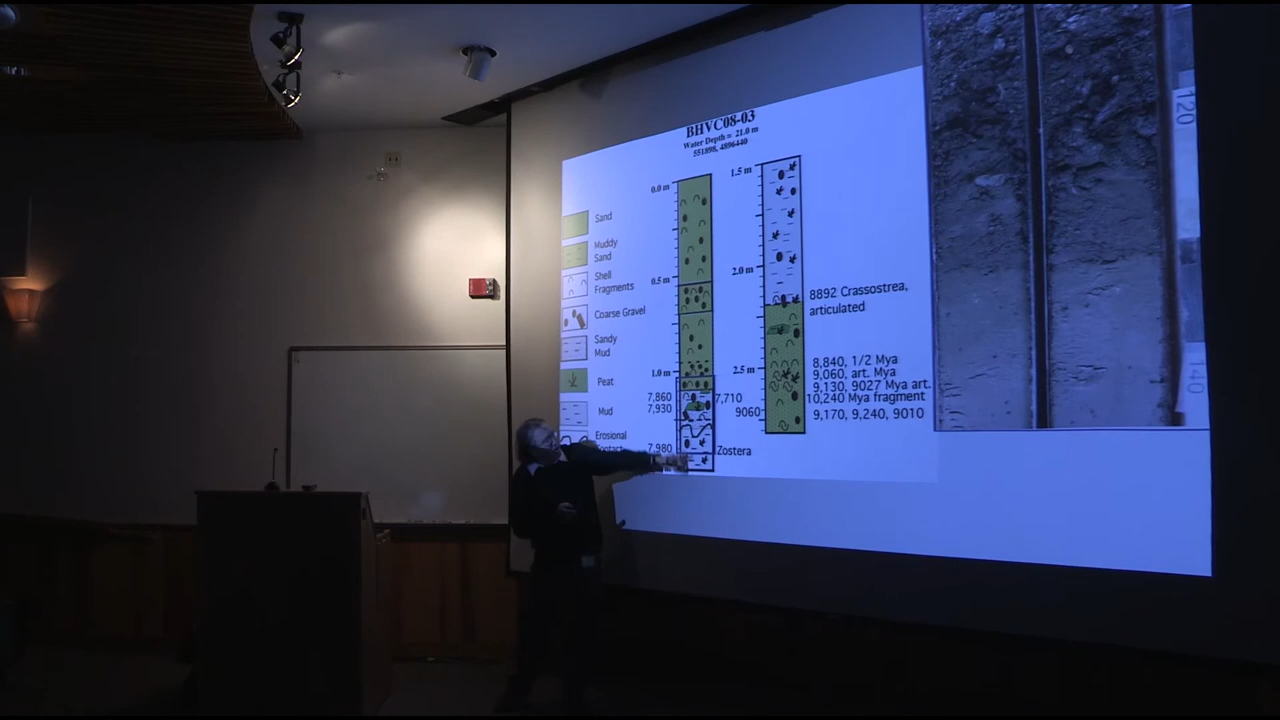 BHVC08-03
Water Depth = 21.0 m
551898, 4896440
0.0 m
0.5 m
1.0 m
7,860
7,930
7,980
7,710
Zostera
1.5 m
2.0 m
2.5 m
9060
8892 Crassostrea,
articulated
8,840, 1/2 Mya
9,060, art. Mya
9,130, 9027 Mya art.
10,240 Mya fragment
9,170, 9,240, 9010
Sand
Muddy
Sand
Shell
Fragments
Coarse Gravel
Sandy
Mud
Peat
Mud
Erosional
120